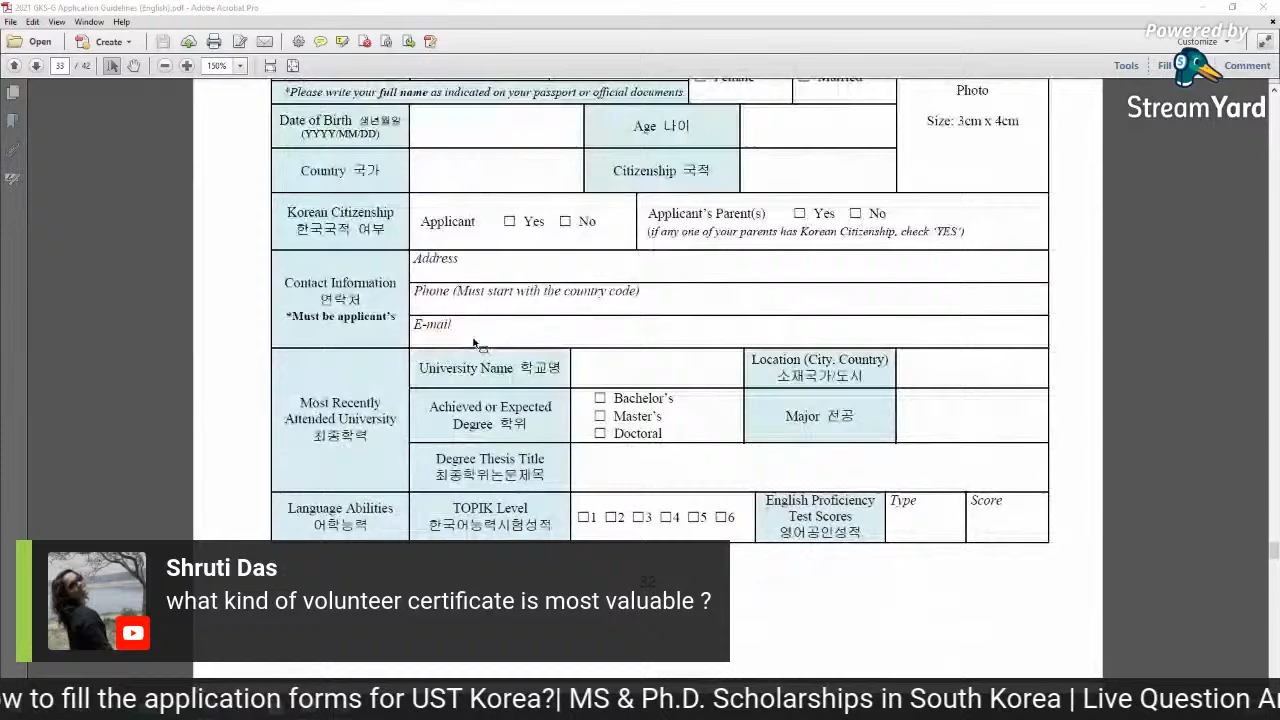 2021 GKS-G Application Guidelines (English).pdf - Adobe Acrobat Pro
File Edit View Window Help
Open Create Customize
33 / 42 150% Tools Fill Comment
Powered by
StreamYard
Female Married
*Please write your full name as indicated on your passport or official documents
Photo
Size: 3cm x 4cm
Date of Birth 생년월일
(YYYY/MM/DD)
Age 나이
Country 국가
Citizenship 국적
Korean Citizenship
한국국적 여부
Applicant □ Yes □ No
Applicant's Parent(s) □ Yes □ No
(if any one of your parents has Korean Citizenship, check ‘YES’)
Contact Information
연락처
*Must be applicant's
Address
Phone (Must start with the country code)
E-mail
Most Recently
Attended University
최종학력
University Name 학교명
Location (City, Country)
소재국가/도시
Achieved or Expected
Degree 학위
□ Bachelor's
□ Master's
□ Doctoral
Major 전공
Degree Thesis Title
최종학위논문제목
Language Abilities
어학능력
TOPIK Level
한국어능력시험성적
□1 □2 □3 □4 □5 □6
English Proficiency
Test Scores
영어공인성적
Type
Score
32
Shruti Das
what kind of volunteer certificate is most valuable ?
ow to fill the application forms for UST Korea?| MS & Ph.D. Scholarships in South Korea | Live Question A